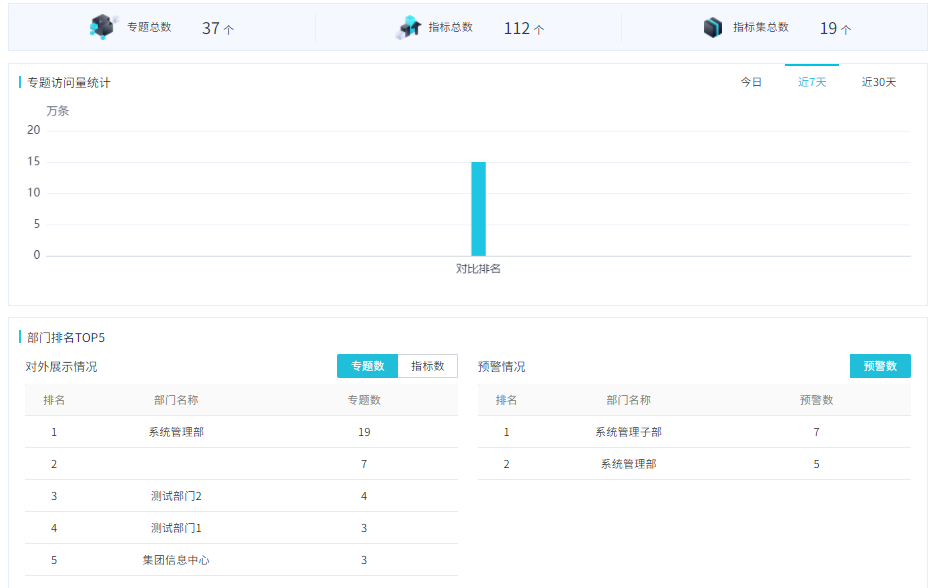 专题总数 37 个 指标总数 112 个 指标集总数 19 个
专题访问量统计 今日 近7天 近30天
万条
20
15
10
5
0
对比排名
部门排名TOP5
对外展示情况 专题数 指标数
排名 部门名称 专题数
1 系统管理部 19
2 7
3 测试部门2 4
4 测试部门1 3
5 集团信息中心 3
预警情况 预警数
排名 部门名称 预警数
1 系统管理子部 7
2 系统管理部 5